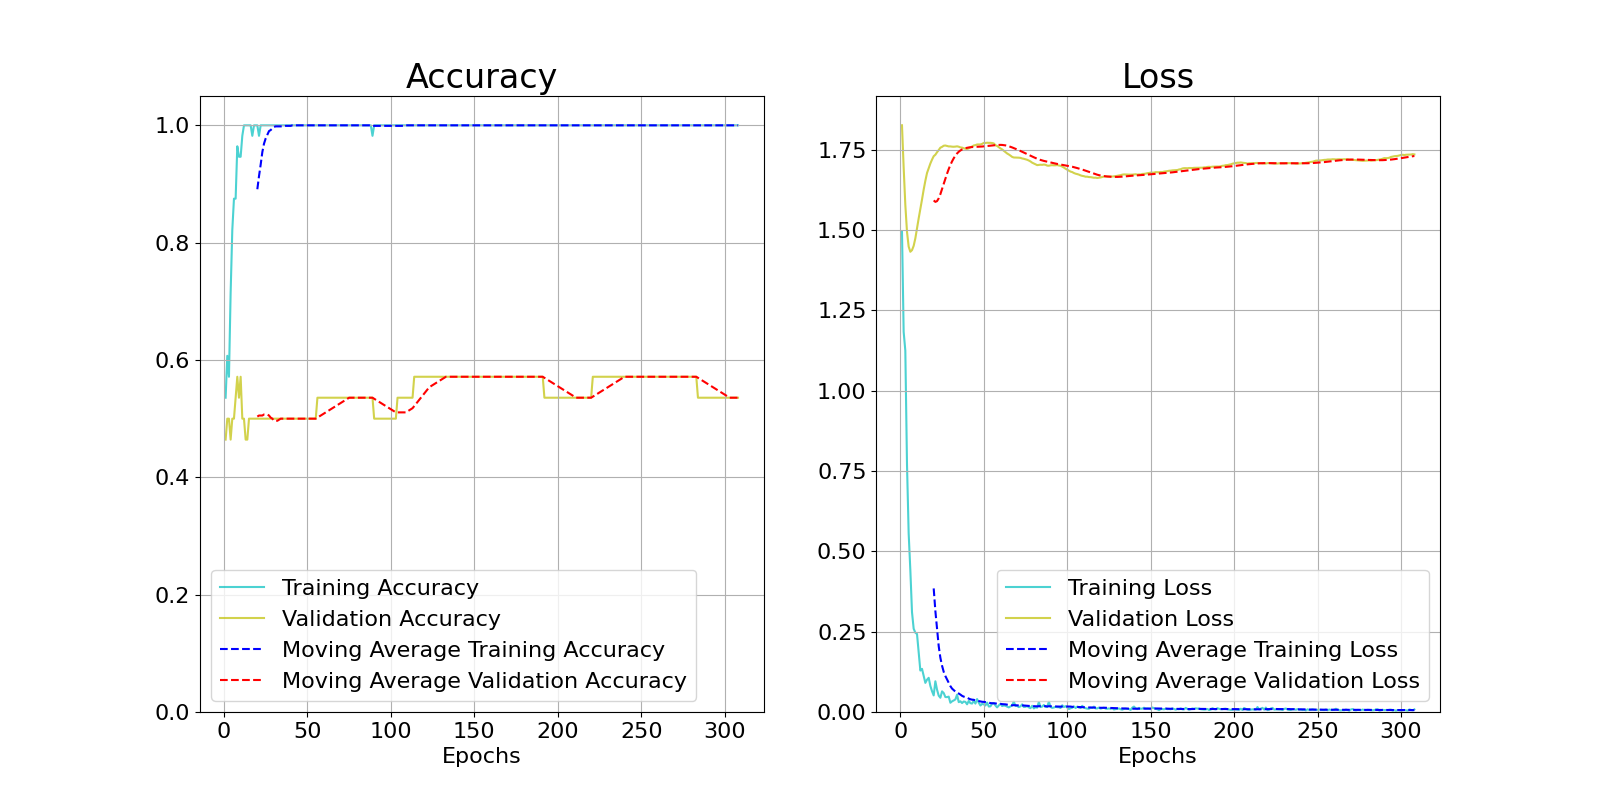 Accuracy
1.0
0.8
0.6
0.4
0.2
0.0
0 50 100 150 200 250 300
Epochs
Training Accuracy
Validation Accuracy
Moving Average Training Accuracy
Moving Average Validation Accuracy
Loss
1.75
1.50
1.25
1.00
0.75
0.50
0.25
0.00
0 50 100 150 200 250 300
Epochs
Training Loss
Validation Loss
Moving Average Training Loss
Moving Average Validation Loss